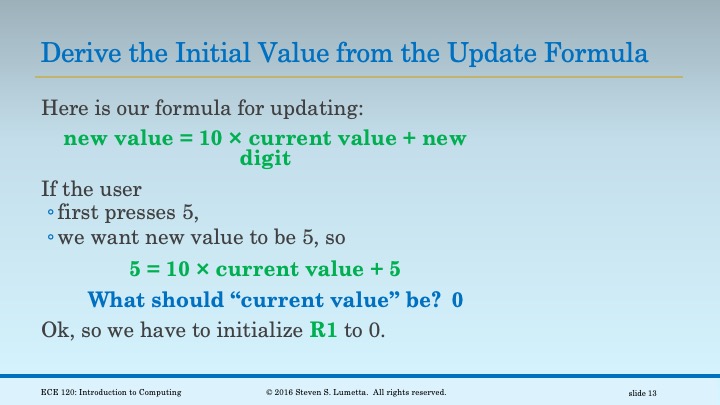 Derive the Initial Value from the Update Formula
Here is our formula for updating:
new value = 10 × current value + new
digit
If the user
◦first presses 5,
◦we want new value to be 5, so
5 = 10 × current value + 5
What should “current value” be? 0
Ok, so we have to initialize R1 to 0.
ECE 120: Introduction to Computing © 2016 Steven S. Lumetta. All rights reserved. slide 13